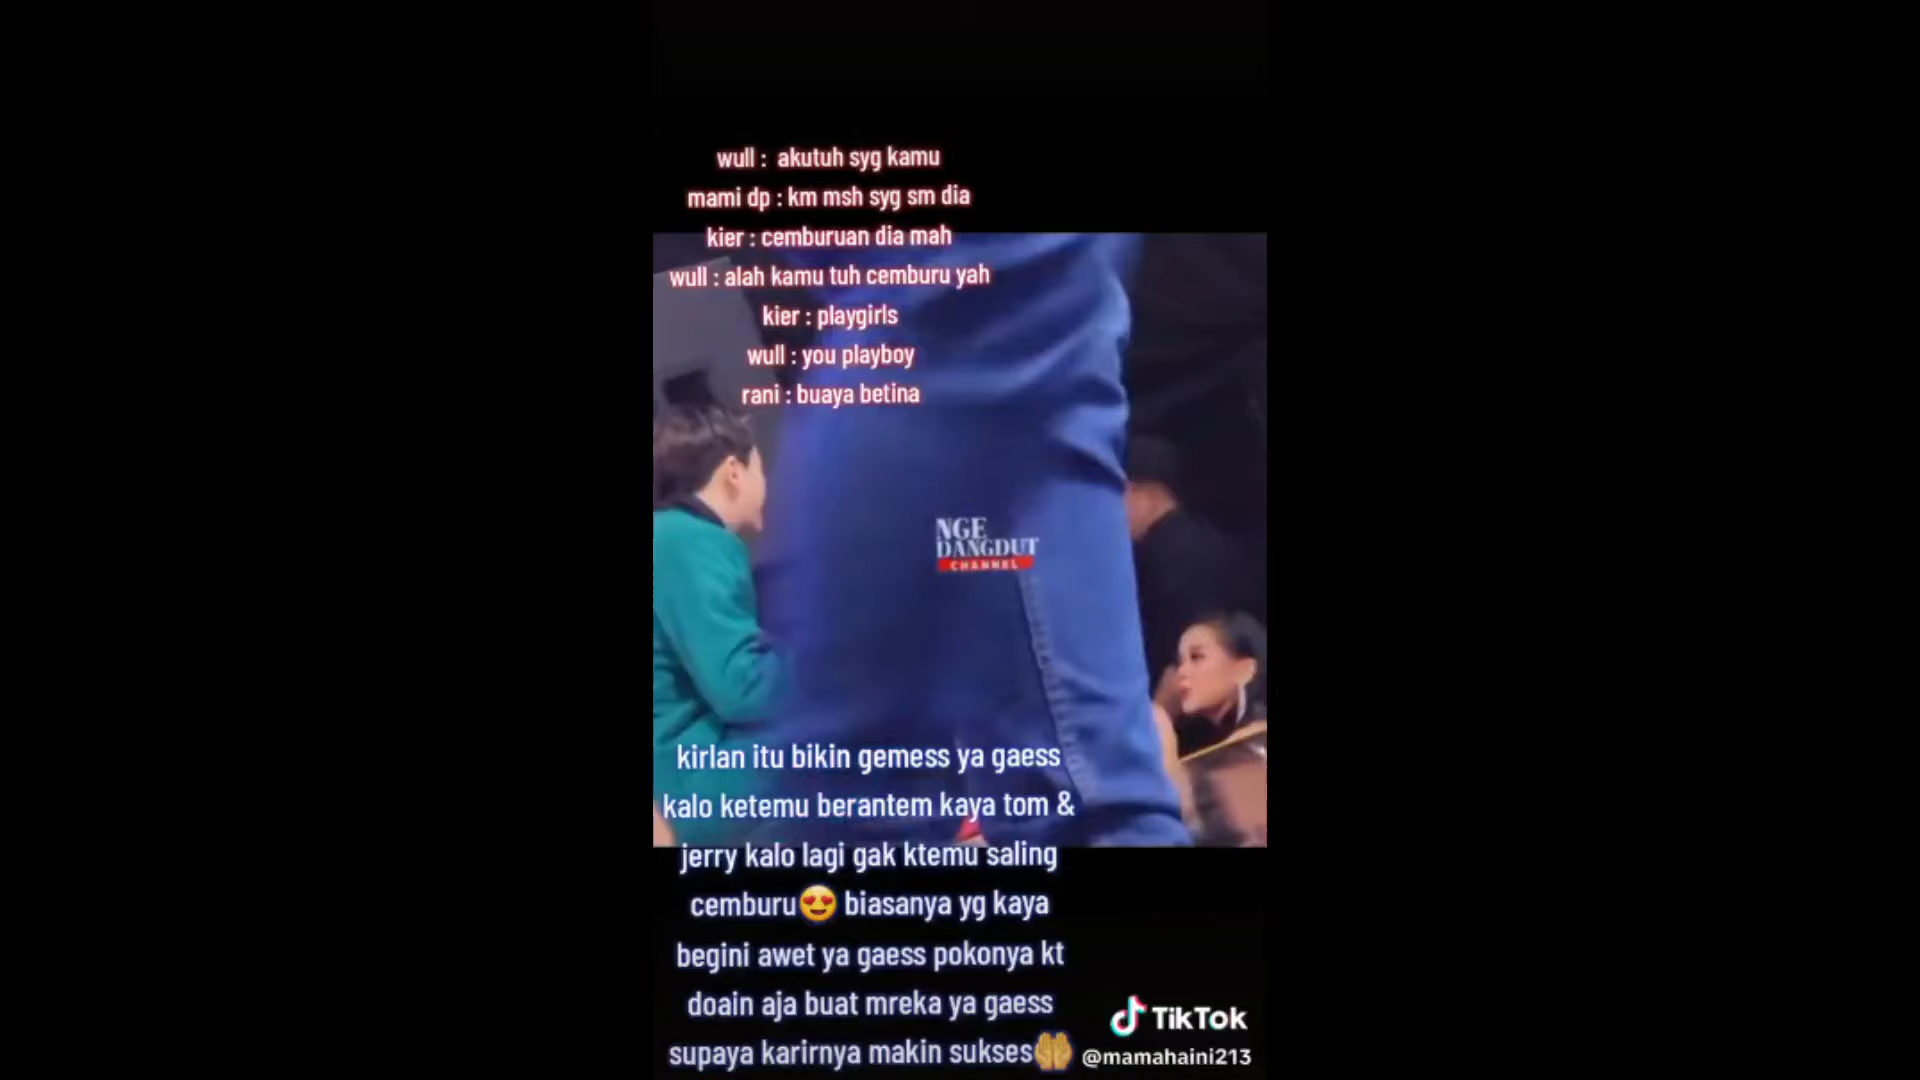 wull : akutuh syg kamu
mami dp : km msh syg sm dia
kier : cemburuan dia mah
wull : alah kamu tuh cemburu yah
kier : playgirls
wull : you playboy
rani : buaya betina
NGE
DANGDUT
CHANNEL
kirlan itu bikin gemess ya gaess
kalo ketemu berantem kaya tom &
jerry kalo lagi gak ktemu saling
cemburu😍 biasanya yg kaya
begini awet ya gaess pokonya kt
doain aja buat mreka ya gaess
supaya karirnya makin sukses🤲
TikTok
@mamahaini213